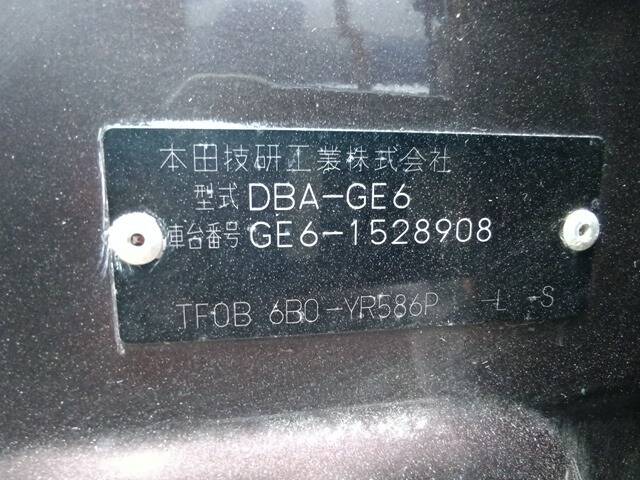 本田技研工業株式会社
型式 DBA-GE6
車台番号 GE6-1528908
TF0B 6B0-YR586P -L S